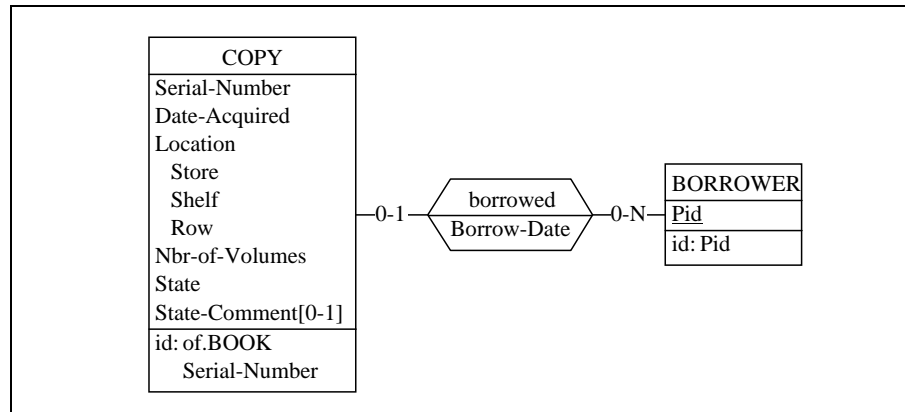 COPY
Serial-Number
Date-Acquired
Location
Store
Shelf
Row
Nbr-of-Volumes
State
State-Comment[0-1]
id: of.BOOK
Serial-Number
0-1
borrowed
Borrow-Date
0-N
BORROWER
Pid
id: Pid